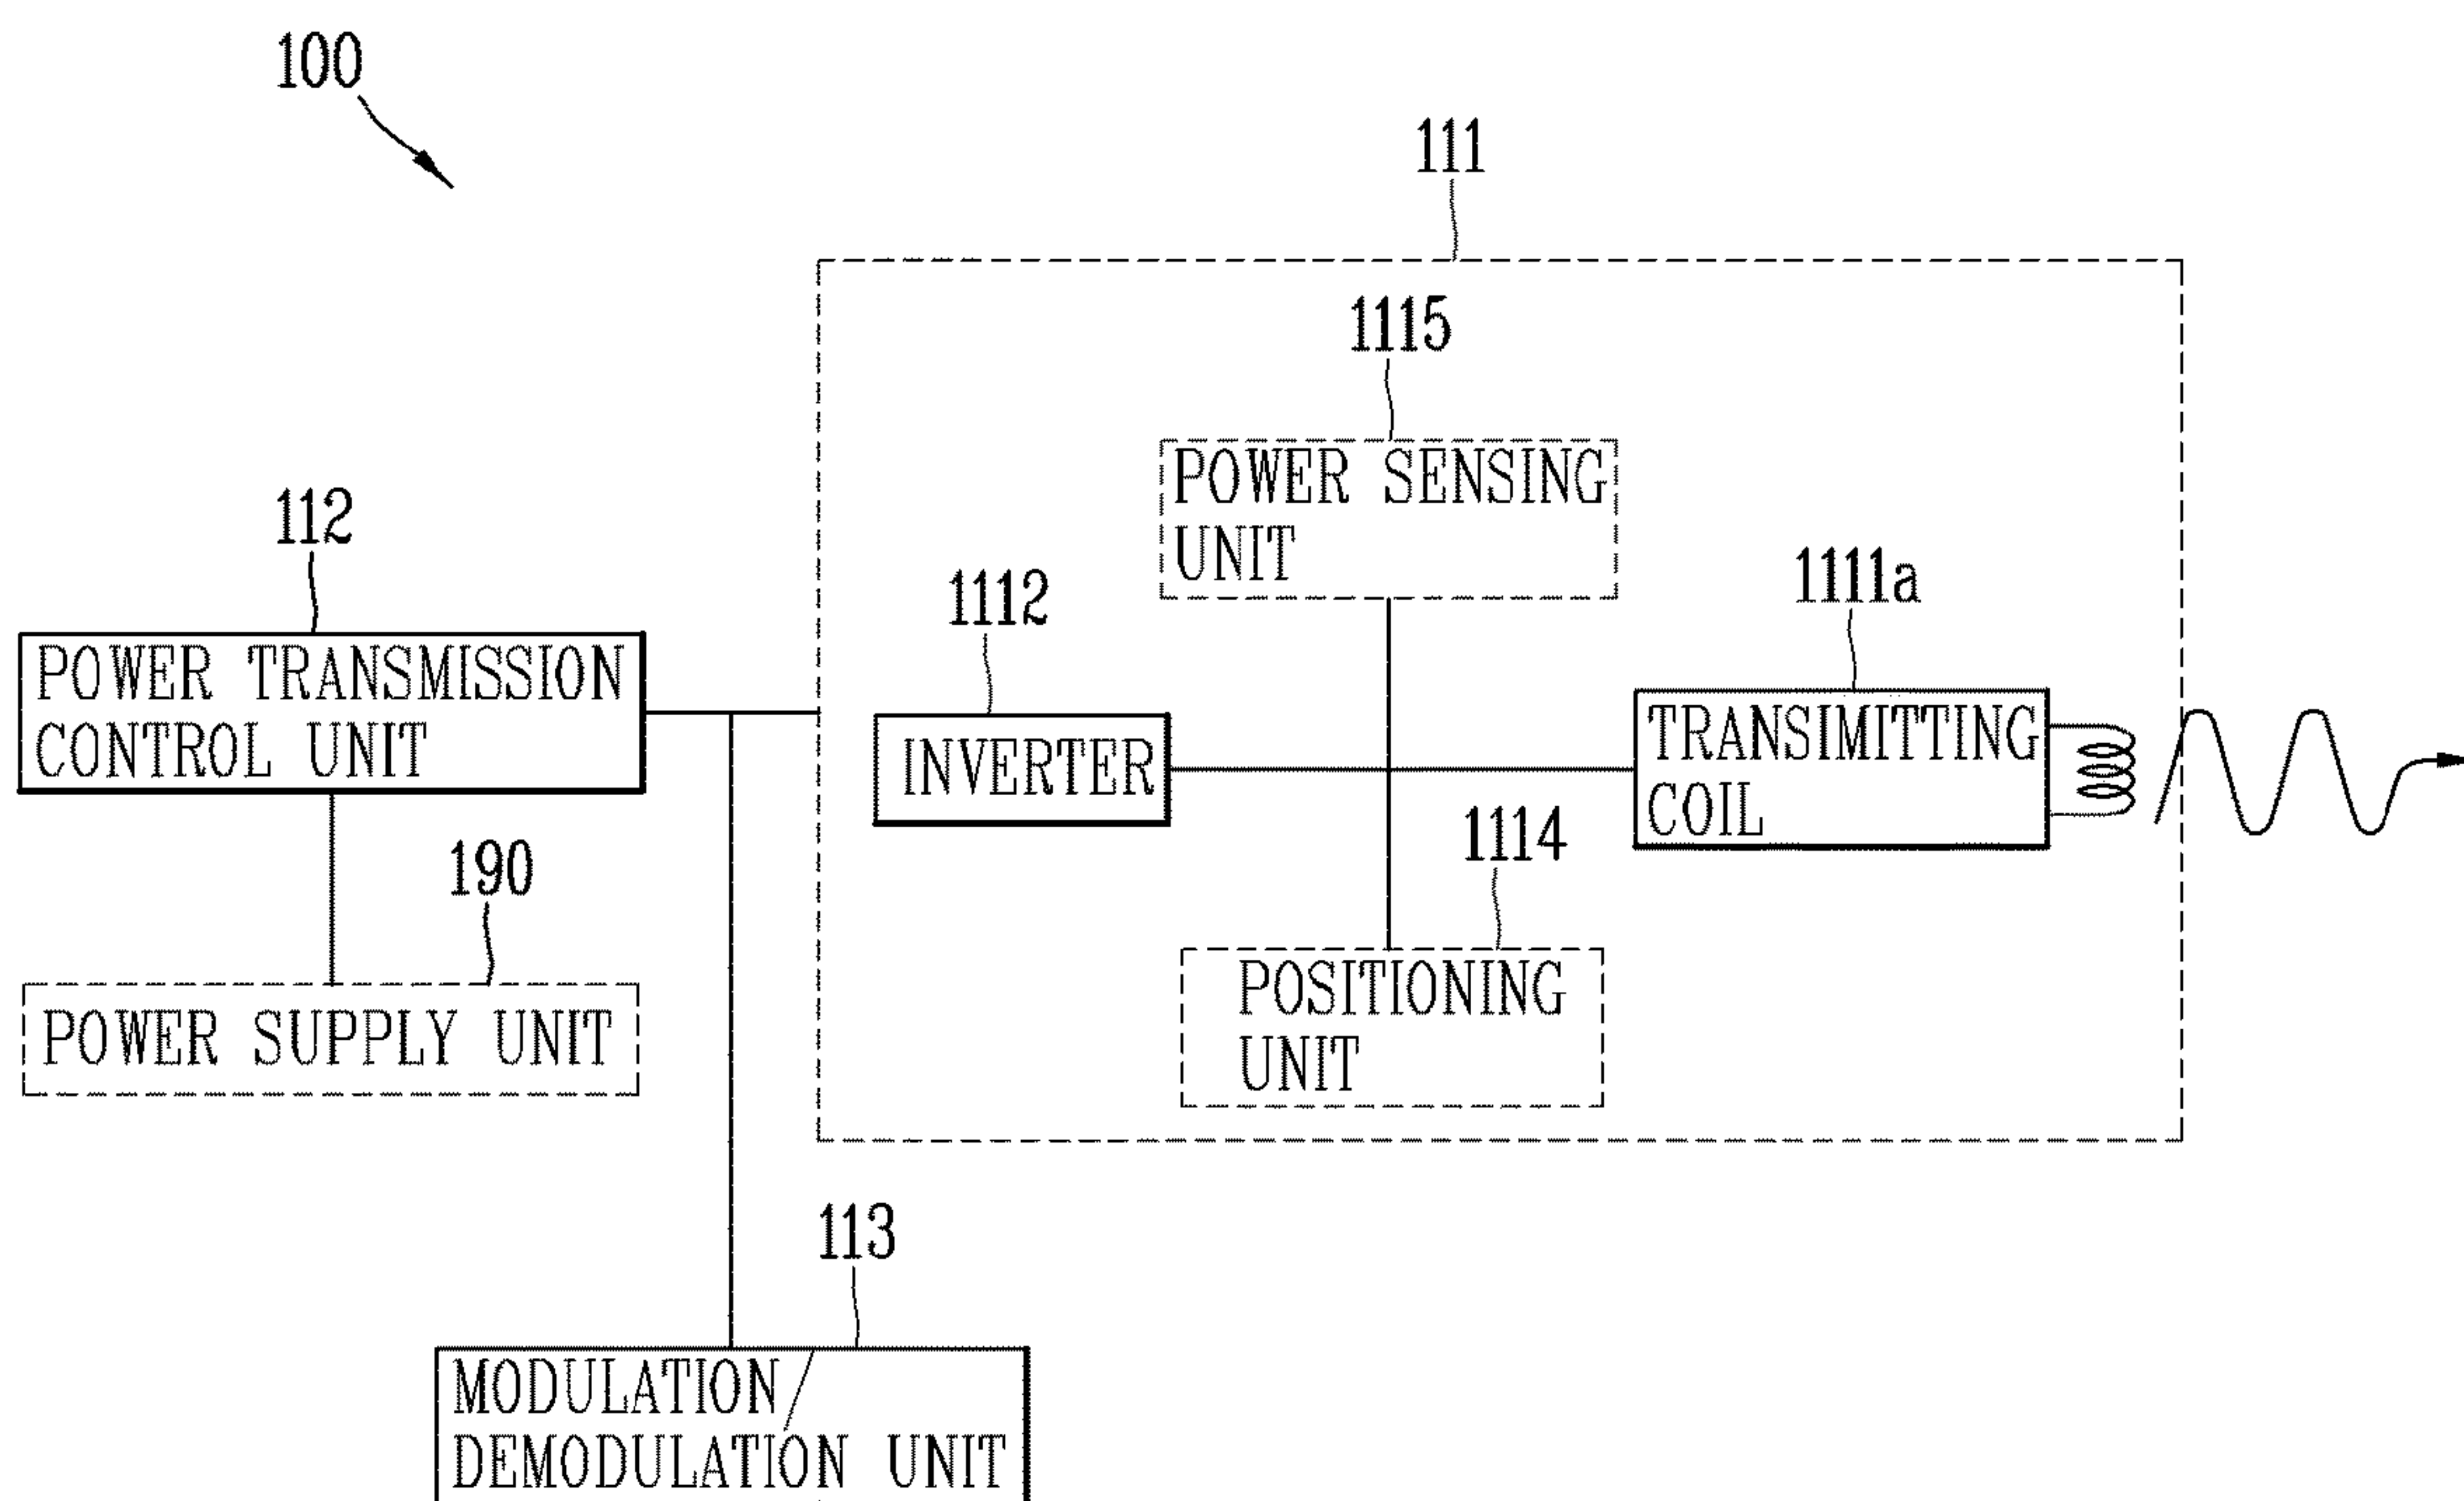 100
111
1115
POWER SENSING
UNIT
112
1112
1111a
POWER TRANSMISSION
CONTROL UNIT
INVERTER
TRANSIMITTING
COIL
1114
190
POSITIONING
UNIT
POWER SUPPLY UNIT
113
MODULATION/
DEMODULATION UNIT